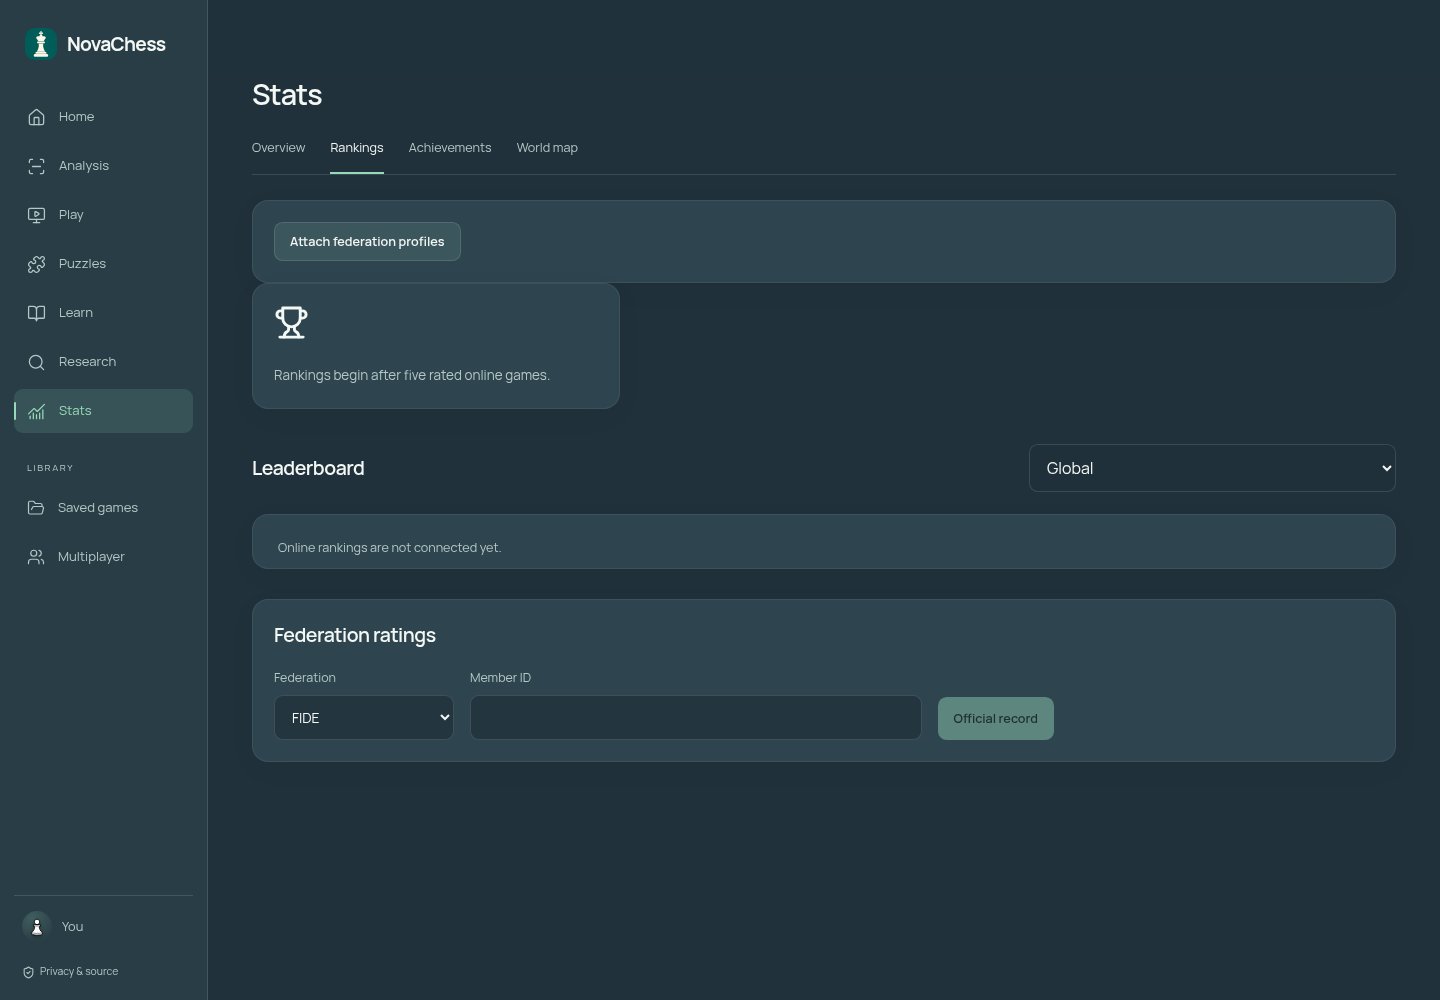 NovaChess
Home
Analysis
Play
Puzzles
Learn
Research
Stats
LIBRARY
Saved games
Multiplayer
You
Privacy & source
Stats
Overview Rankings Achievements World map
Attach federation profiles
Rankings begin after five rated online games.
Leaderboard
Global
Online rankings are not connected yet.
Federation ratings
Federation Member ID
FIDE
Official record